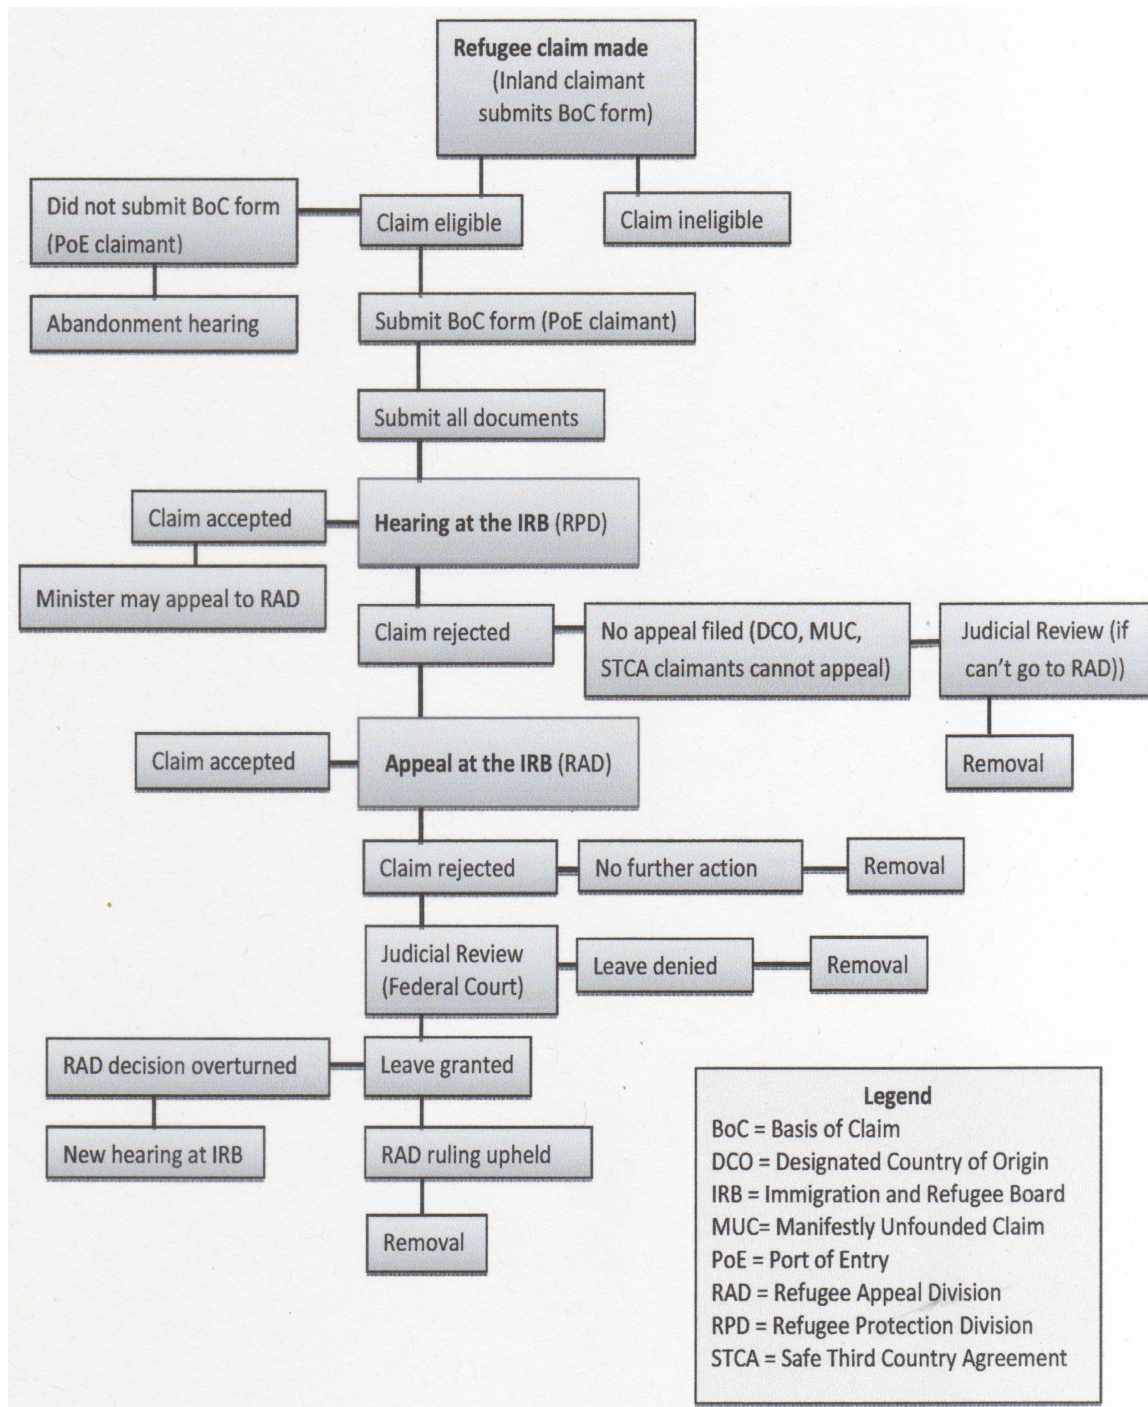 Refugee claim made
(Inland claimant
submits BoC form)
Did not submit BoC form
(PoE claimant)
Claim eligible
Claim ineligible
Abandonment hearing
Submit BoC form (PoE claimant)
Submit all documents
Claim accepted
Hearing at the IRB (RPD)
Minister may appeal to RAD
Claim rejected
No appeal filed (DCO, MUC,
STCA claimants cannot appeal)
Judicial Review (if
can't go to RAD))
Removal
Claim accepted
Appeal at the IRB (RAD)
Claim rejected
No further action
Removal
Judicial Review
(Federal Court)
Leave denied
Removal
RAD decision overturned
Leave granted
New hearing at IRB
RAD ruling upheld
Removal
Legend
BoC = Basis of Claim
DCO = Designated Country of Origin
IRB = Immigration and Refugee Board
MUC= Manifestly Unfounded Claim
PoE = Port of Entry
RAD = Refugee Appeal Division
RPD = Refugee Protection Division
STCA = Safe Third Country Agreement